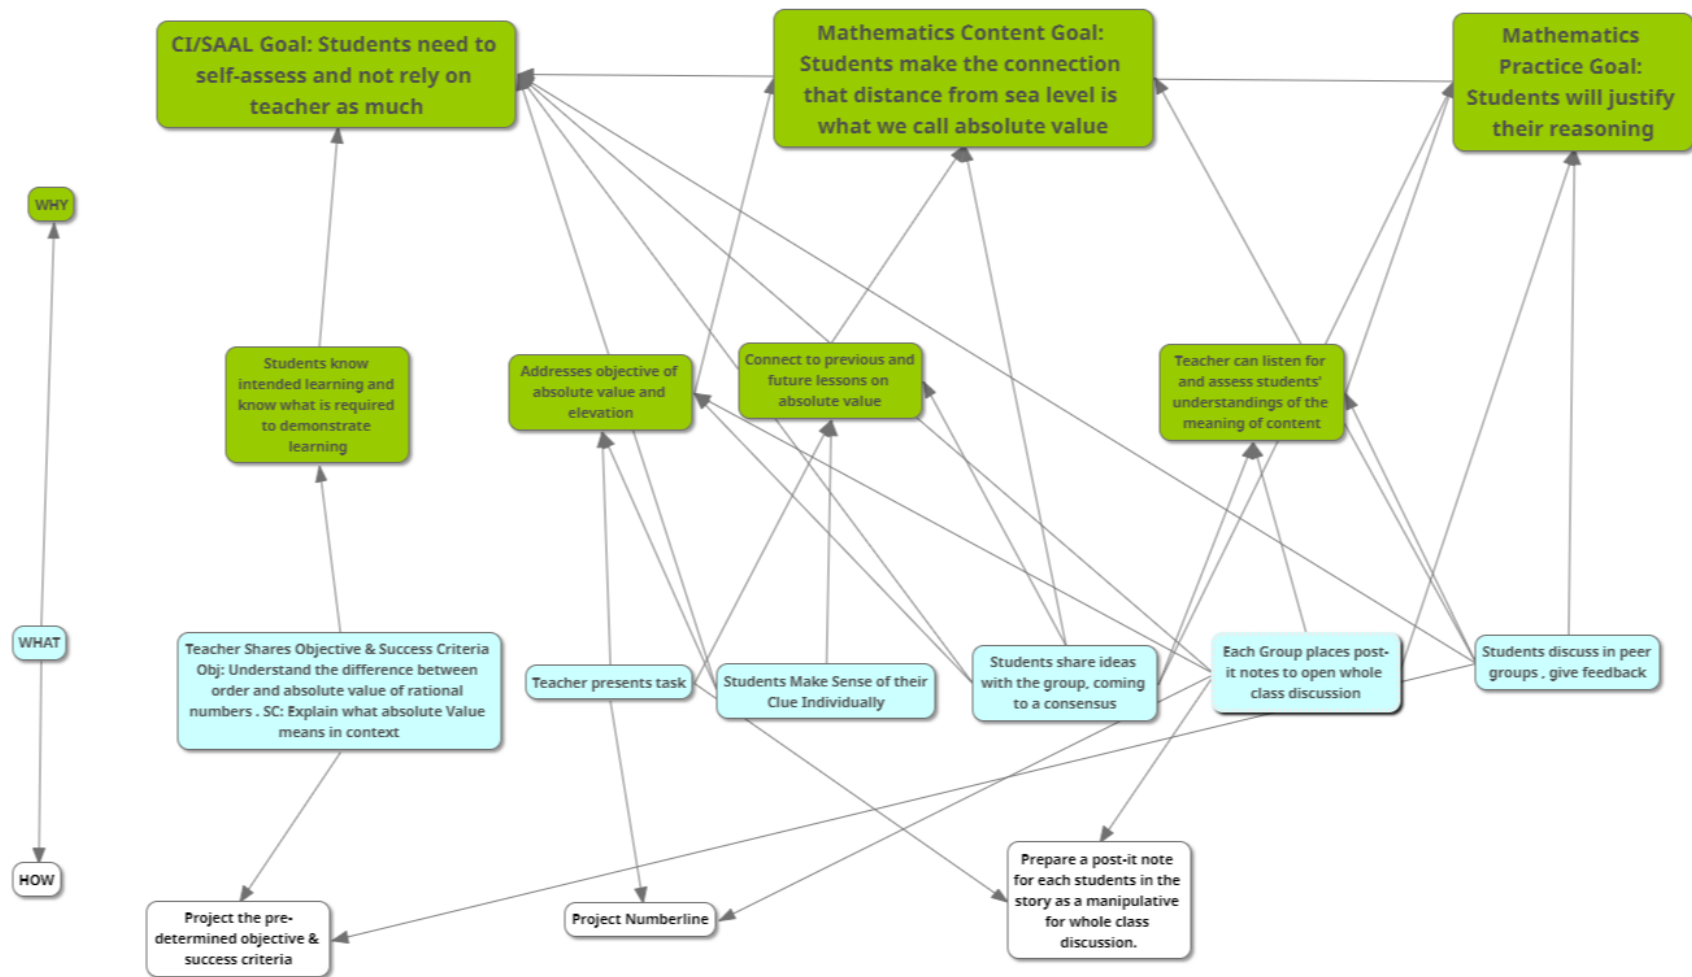 CI/SAAL Goal: Students need to
self-assess and not rely on
teacher as much
Mathematics Content Goal:
Students make the connection
that distance from sea level is
what we call absolute value
Mathematics
Practice Goal:
Students will justify
their reasoning
WHY
Students know
intended learning and
know what is required
to demonstrate
learning
Addresses objective of
absolute value and
elevation
Connect to previous and
future lessons on
absolute value
Teacher can listen for
and assess students'
understandings of the
meaning of content
WHAT
Teacher Shares Objective & Success Criteria
Obj: Understand the difference between
order and absolute value of rational
numbers . SC: Explain what absolute Value
means in context
Teacher presents task
Students Make Sense of their
Clue Individually
Students share ideas
with the group, coming
to a consensus
Each Group places post-
it notes to open whole
class discussion
Students discuss in peer
groups , give feedback
HOW
Project the pre-
determined objective &
success criteria
Project Numberline
Prepare a post-it note
for each students in the
story as a manipulative
for whole class
discussion.